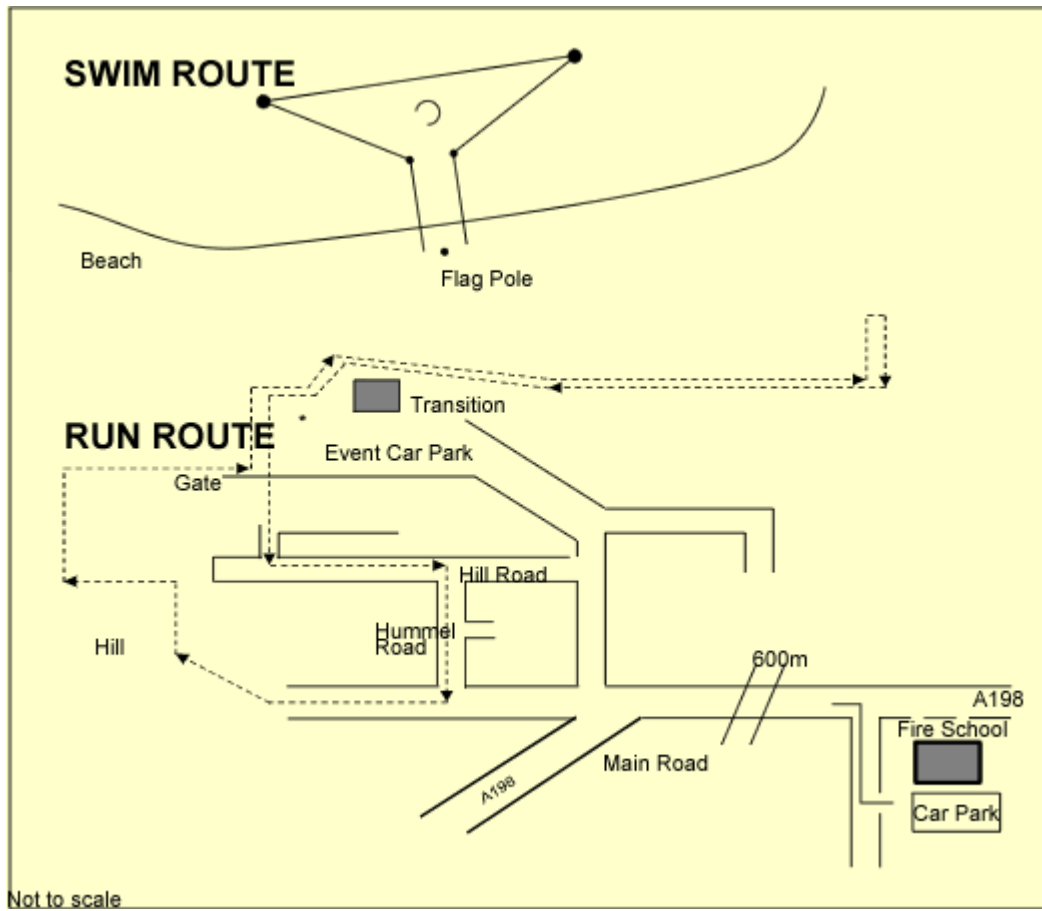 SWIM ROUTE
Beach
Flag Pole
Transition
RUN ROUTE
Event Car Park
Gate
Hill Road
Hummel
Road
Hill
600m
A198
Fire School
Main Road
A198
Car Park
Not to scale